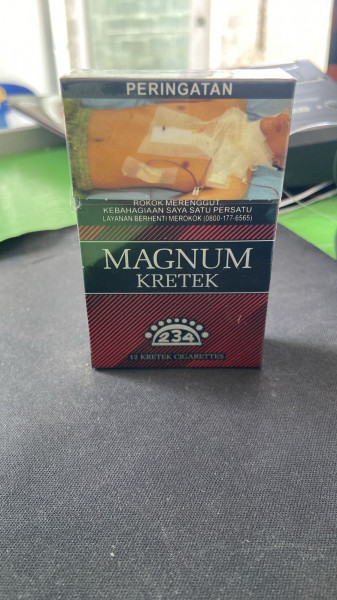 PERINGATAN
ROKOK MERENGGUT
KEBAHAGIAAN SAYA SATU PERSATU
LAYANAN BERHENTI MEROKOK (0800-177-6565)
MAGNUM
KRETEK
234
12 KRETEK CIGARETTES